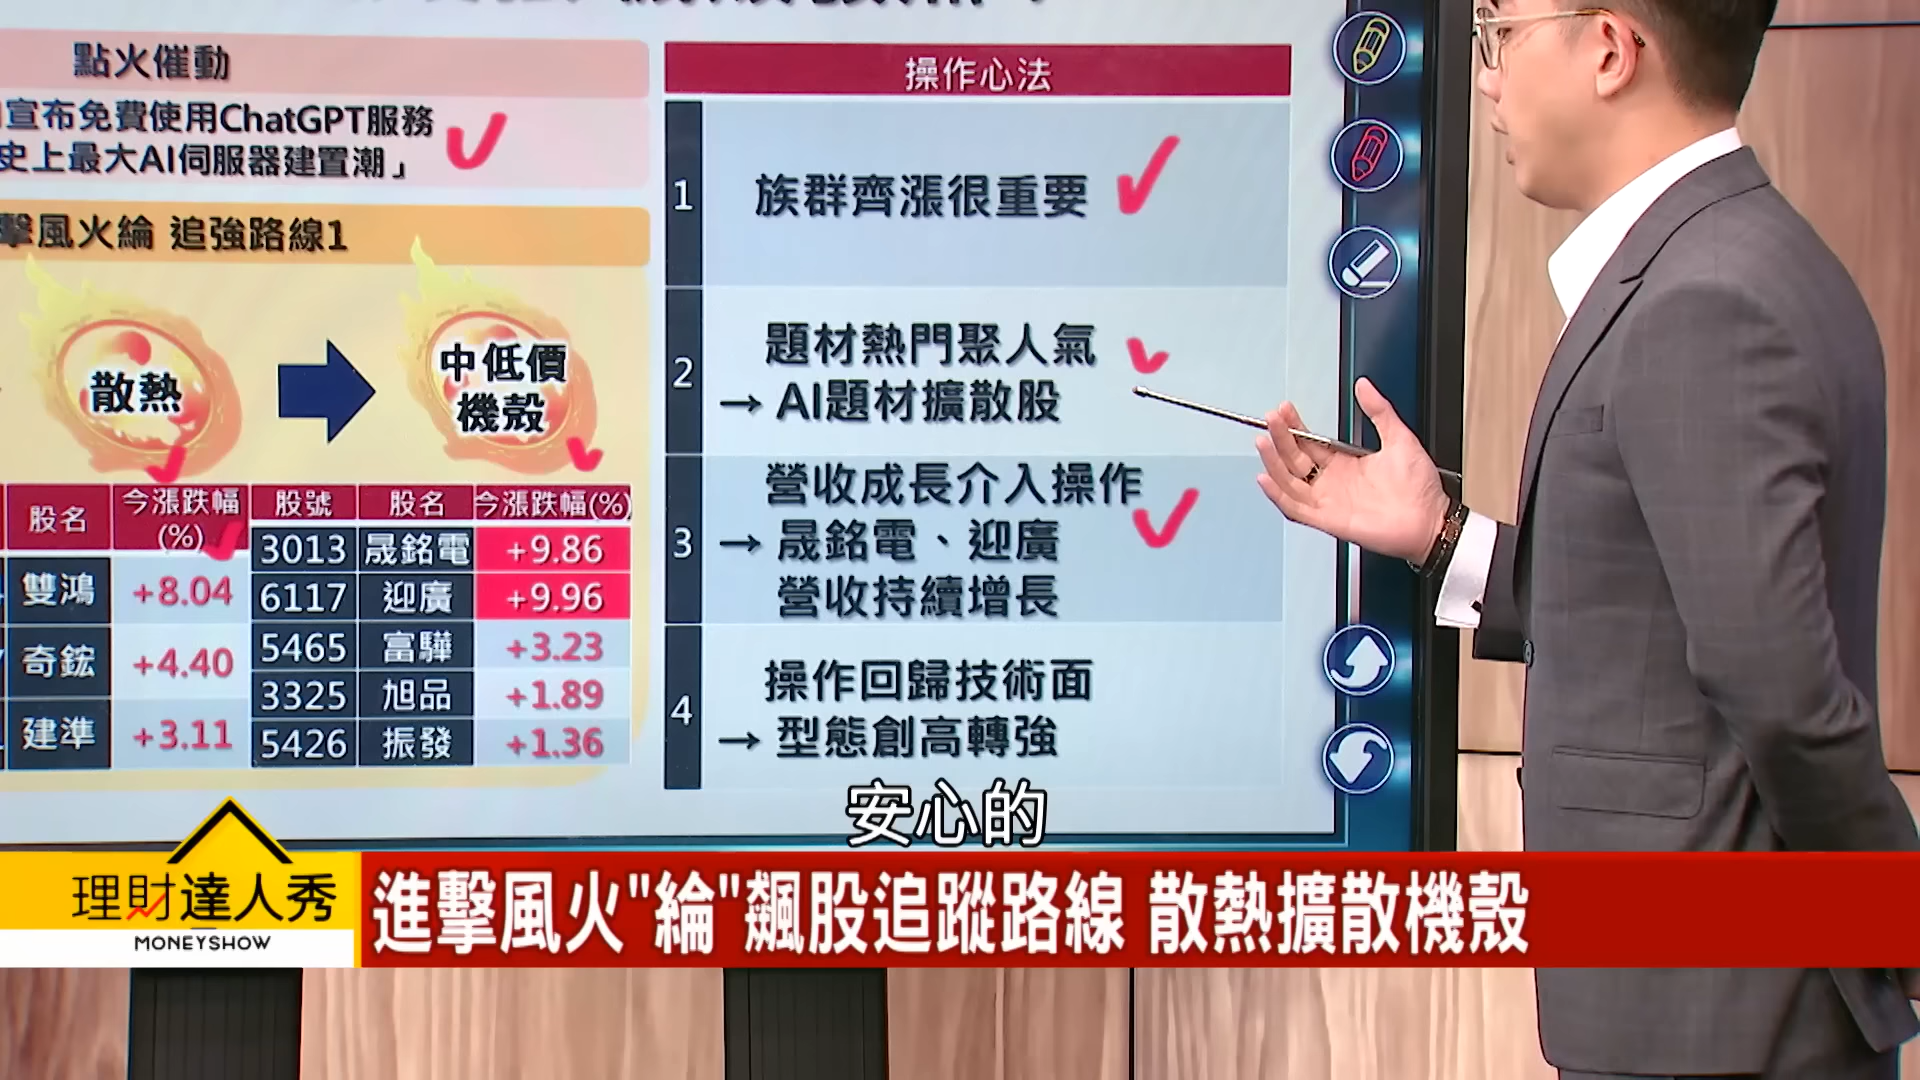 點火催動
宣布免費使用ChatGPT服務
史上最大AI伺服器建置潮」
擊風火綸 追強路線1
散熱
中低價
機殼
股名
今漲跌幅
(%)
雙鴻 +8.04
奇鋐 +4.40
建準 +3.11
股號 股名 今漲跌幅(%)
3013 晟銘電 +9.86
6117 迎廣 +9.96
5465 富驊 +3.23
3325 旭品 +1.89
5426 振發 +1.36
操作心法
1 族群齊漲很重要
2 題材熱門聚人氣
→ AI題材擴散股
3 營收成長介入操作
→ 晟銘電、迎廣
營收持續增長
4 操作回歸技術面
→ 型態創高轉強
安心的
理財達人秀
MONEYSHOW
進擊風火"綸"飆股追蹤路線 散熱擴散機殼